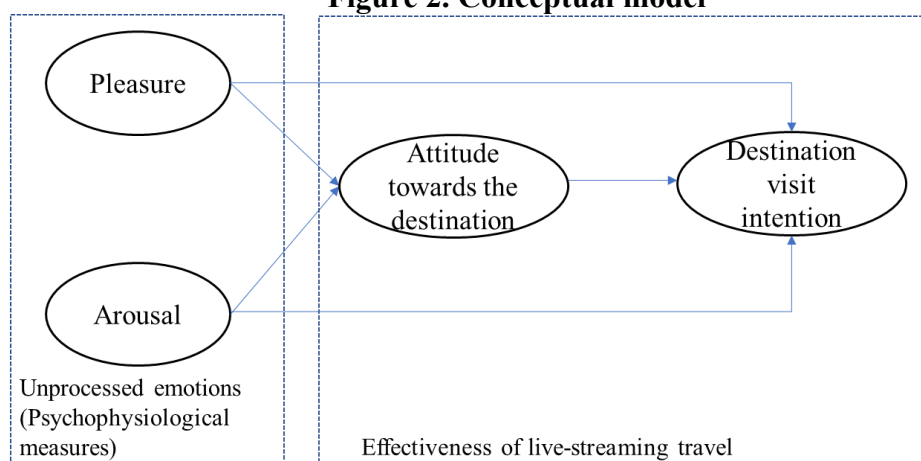 Figure 2. Conceptual model
Pleasure
Attitude
towards the
destination
Destination
visit
intention
Arousal
Unprocessed emotions
(Psychophysiological
measures)
Effectiveness of live-streaming travel